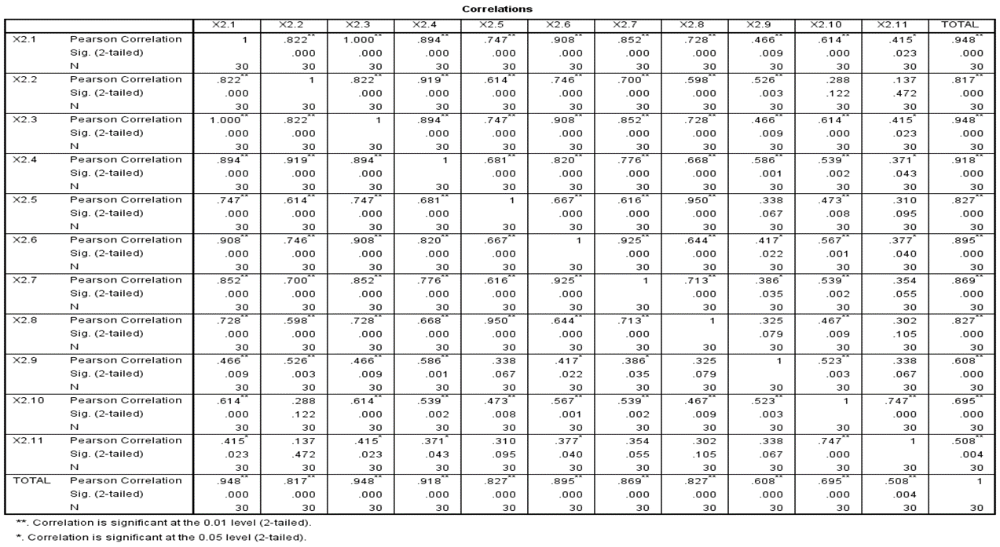 Correlations
X2.1 X2.2 X2.3 X2.4 X2.5 X2.6 X2.7 X2.8 X2.9 X2.10 X2.11 TOTAL
X2.1 Pearson Correlation 1 .822** 1.000** .894** .747** .908** .852** .728** .466** .614** .415* .948**
Sig. (2-tailed) .000 .000 .000 .000 .000 .000 .000 .009 .000 .023 .000
N 30 30 30 30 30 30 30 30 30 30 30 30
X2.2 Pearson Correlation .822** 1 .822** .919** .614** .746** .700** .598** .526** .288 .137 .817**
Sig. (2-tailed) .000 .000 .000 .000 .000 .000 .000 .003 .122 .472 .000
N 30 30 30 30 30 30 30 30 30 30 30 30
X2.3 Pearson Correlation 1.000** .822** 1 .894** .747** .908** .852** .728** .466** .614** .415* .948**
Sig. (2-tailed) .000 .000 .000 .000 .000 .000 .000 .009 .000 .023 .000
N 30 30 30 30 30 30 30 30 30 30 30 30
X2.4 Pearson Correlation .894** .919** .894** 1 .681** .820** .776** .668** .586** .539** .371* .918**
Sig. (2-tailed) .000 .000 .000 .000 .000 .000 .000 .001 .002 .043 .000
N 30 30 30 30 30 30 30 30 30 30 30 30
X2.5 Pearson Correlation .747** .614** .747** .681** 1 .667** .616** .950** .338 .473** .310 .827**
Sig. (2-tailed) .000 .000 .000 .000 .000 .000 .000 .067 .008 .095 .000
N 30 30 30 30 30 30 30 30 30 30 30 30
X2.6 Pearson Correlation .908** .746** .908** .820** .667** 1 .925** .644** .417* .567** .377* .895**
Sig. (2-tailed) .000 .000 .000 .000 .000 .000 .000 .022 .001 .040 .000
N 30 30 30 30 30 30 30 30 30 30 30 30
X2.7 Pearson Correlation .852** .700** .852** .776** .616** .925** 1 .713** .386* .539** .354 .869**
Sig. (2-tailed) .000 .000 .000 .000 .000 .000 .000 .035 .002 .055 .000
N 30 30 30 30 30 30 30 30 30 30 30 30
X2.8 Pearson Correlation .728** .598** .728** .668** .950** .644** .713** 1 .325 .467** .302 .827**
Sig. (2-tailed) .000 .000 .000 .000 .000 .000 .000 .079 .009 .105 .000
N 30 30 30 30 30 30 30 30 30 30 30 30
X2.9 Pearson Correlation .466** .526** .466** .586** .338 .417* .386* .325 1 .523** .338 .608**
Sig. (2-tailed) .009 .003 .009 .001 .067 .022 .035 .079 .003 .067 .000
N 30 30 30 30 30 30 30 30 30 30 30 30
X2.10 Pearson Correlation .614** .288 .614** .539** .473** .567** .539** .467** .523** 1 .747** .695**
Sig. (2-tailed) .000 .122 .000 .002 .008 .001 .002 .009 .003 .000 .000
N 30 30 30 30 30 30 30 30 30 30 30 30
X2.11 Pearson Correlation .415* .137 .415* .371* .310 .377* .354 .302 .338 .747** 1 .508**
Sig. (2-tailed) .023 .472 .023 .043 .095 .040 .055 .105 .067 .000 .004
N 30 30 30 30 30 30 30 30 30 30 30 30
TOTAL Pearson Correlation .948** .817** .948** .918** .827** .895** .869** .827** .608** .695** .508** 1
Sig. (2-tailed) .000 .000 .000 .000 .000 .000 .000 .000 .000 .000 .004
N 30 30 30 30 30 30 30 30 30 30 30 30
**. Correlation is significant at the 0.01 level (2-tailed).
*. Correlation is significant at the 0.05 level (2-tailed).